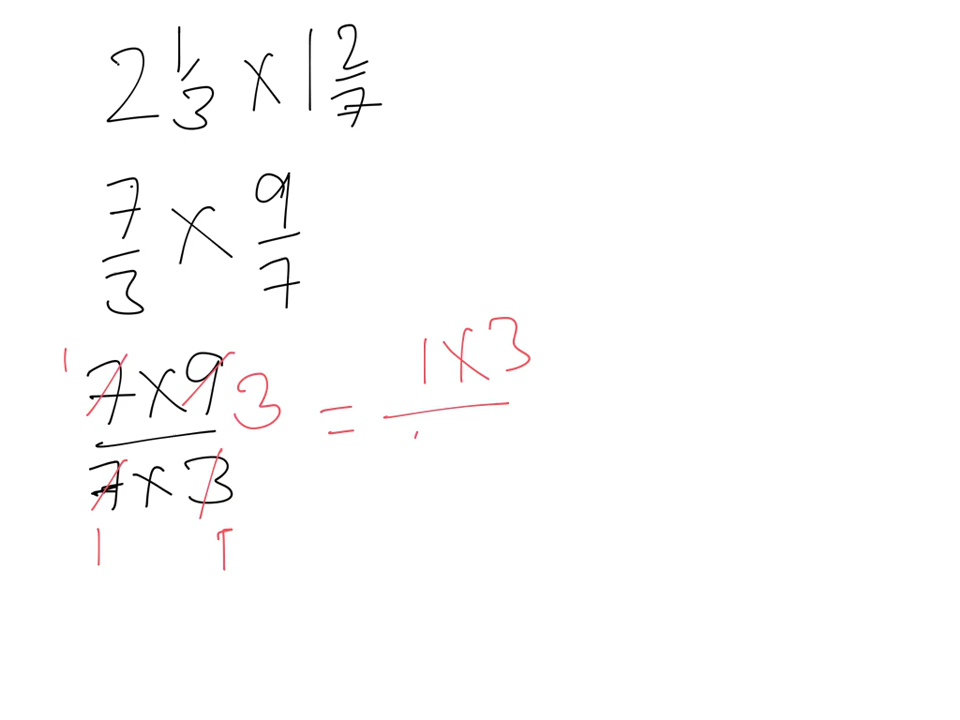 2 1/3 x 1 2/7
7/3 x 9/7
1 7x9 3 = 1x3
7x3
1 1